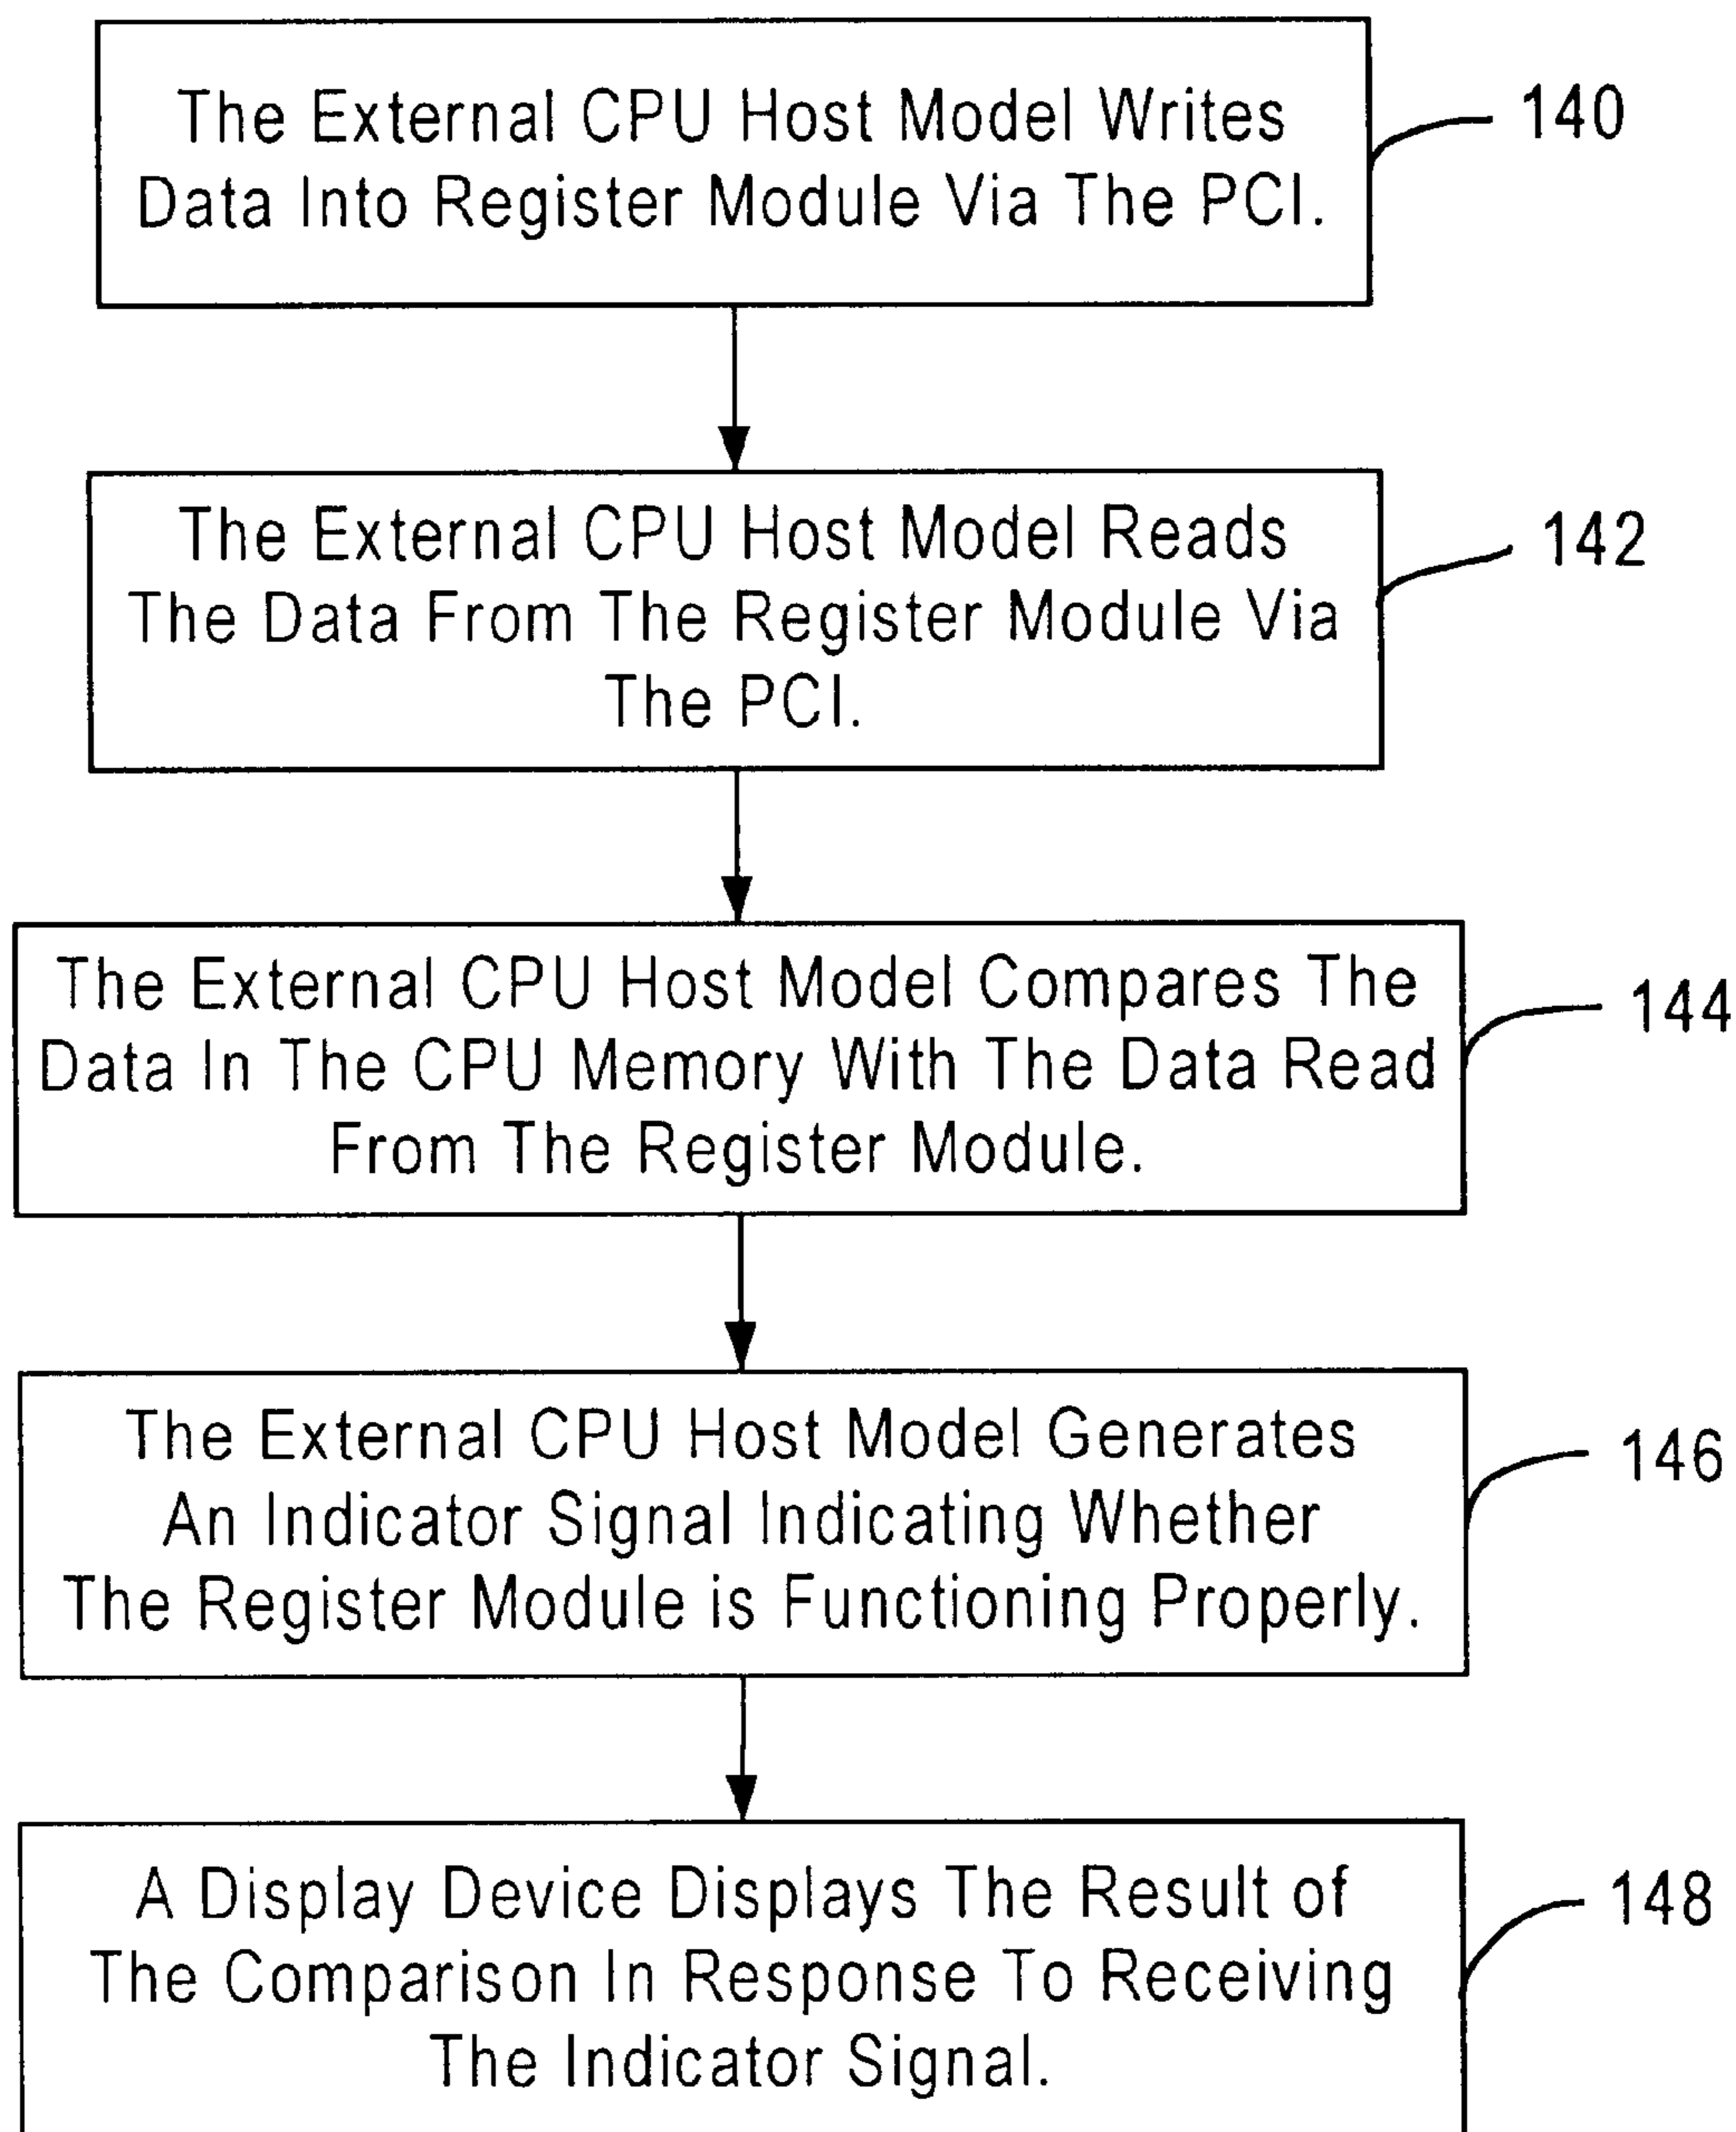 The External CPU Host Model Writes
Data Into Register Module Via The PCI.
140
The External CPU Host Model Reads
The Data From The Register Module Via
The PCI.
142
The External CPU Host Model Compares The
Data In The CPU Memory With The Data Read
From The Register Module.
144
The External CPU Host Model Generates
An Indicator Signal Indicating Whether
The Register Module is Functioning Properly.
146
A Display Device Displays The Result of
The Comparison In Response To Receiving
The Indicator Signal.
148